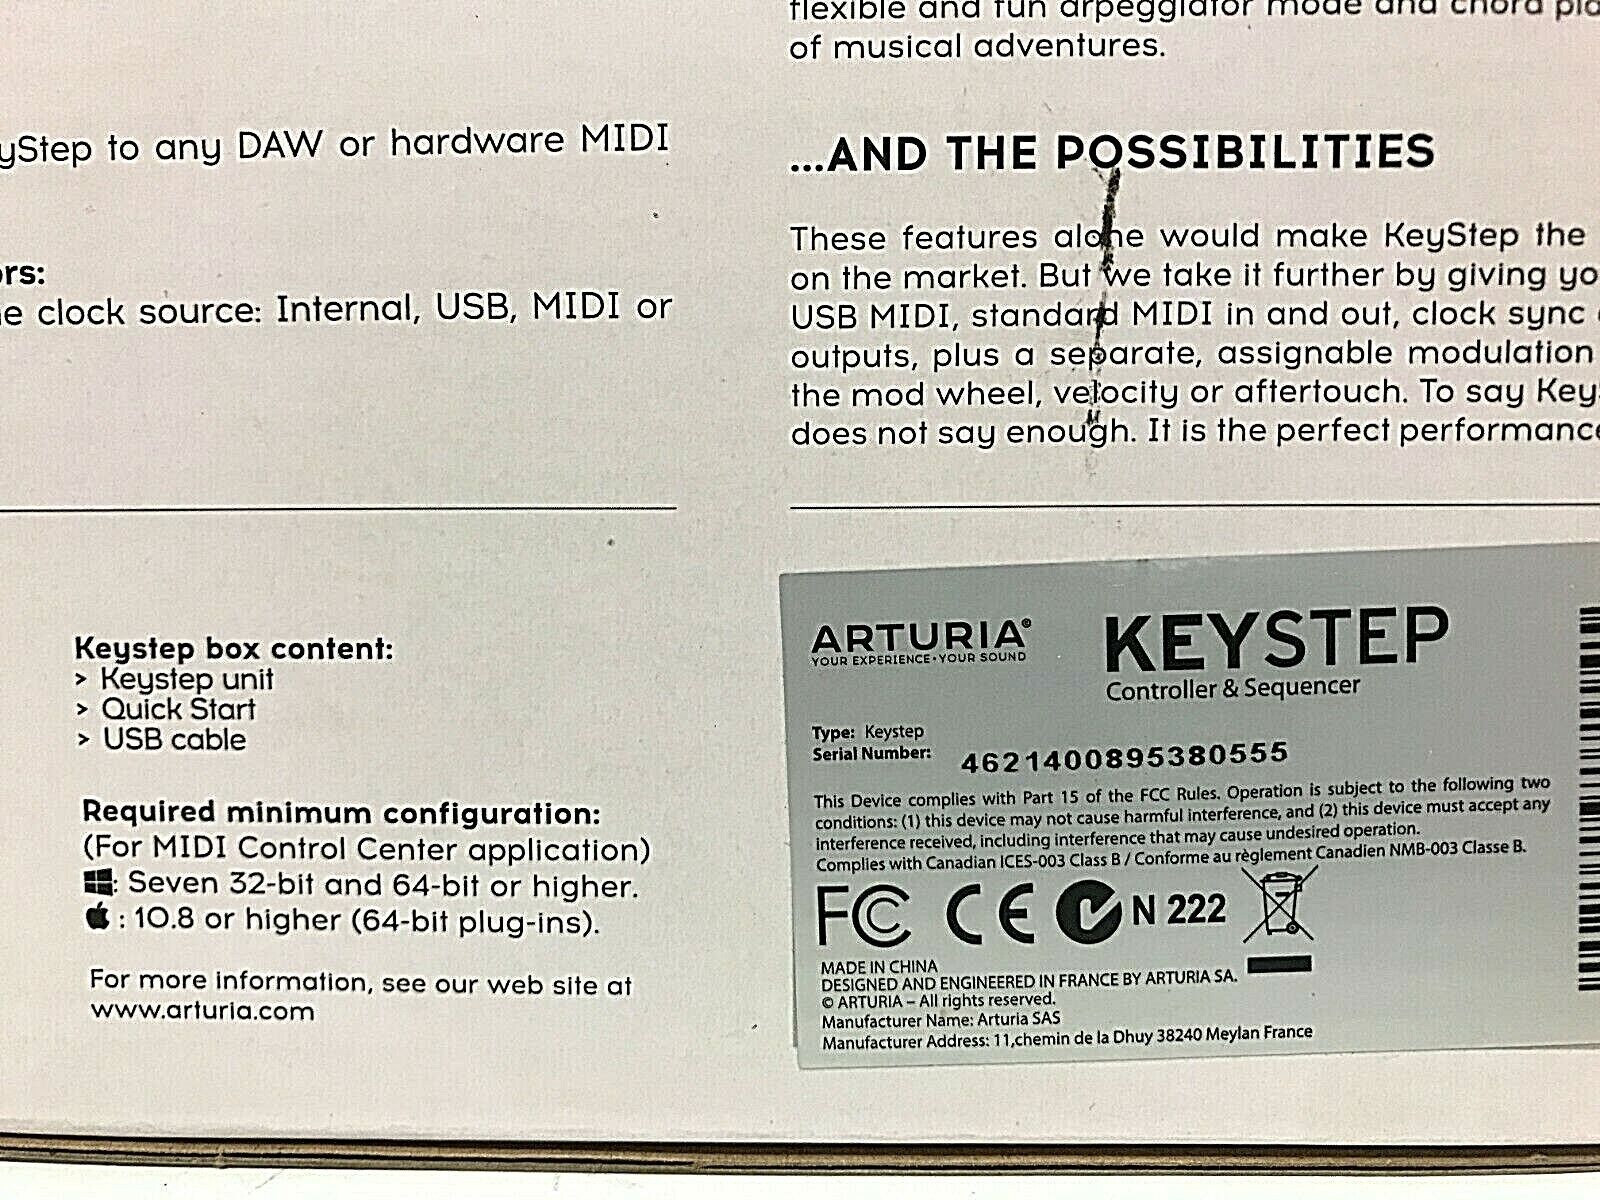 flexible and fun arpeggiator mode and chord
of musical adventures.
to any DAW or hardware MIDI
clock source: Internal, USB, MIDI or
...AND THE POSSIBILITIES
These features alone would make KeyStep the
on the market. But we take it further by giving
USB MIDI, standard MIDI in and out, clock sync
outputs, plus a separate, assignable modulation
the mod wheel, velocity or aftertouch. To say
does not say enough. It is the perfect
Keystep box content:
> Keystep unit
> Quick Start
> USB cable
Required minimum configuration:
(For MIDI Control Center application)
: Seven 32-bit and 64-bit or higher.
: 10.8 or higher (64-bit plug-ins).
For more information, see our web site at
www.arturia.com
ARTURIA®
YOUR EXPERIENCE•YOUR SOUND
KEYSTEP
Controller & Sequencer
Type: Keystep
Serial Number: 4621400895380555
This Device complies with Part 15 of the FCC Rules. Operation is subject to the following two
conditions: (1) this device may not cause harmful interference, and (2) this device must accept any
interference received, including interference that may cause undesired operation.
Complies with Canadian ICES-003 Class B / Conforme au règlement Canadien NMB-003 Classe B.
FC CE N 222
MADE IN CHINA
DESIGNED AND ENGINEERED IN FRANCE BY ARTURIA SA.
© ARTURIA – All rights reserved.
Manufacturer Name: Arturia SAS
Manufacturer Address: 11,chemin de la Dhuy 38240 Meylan France